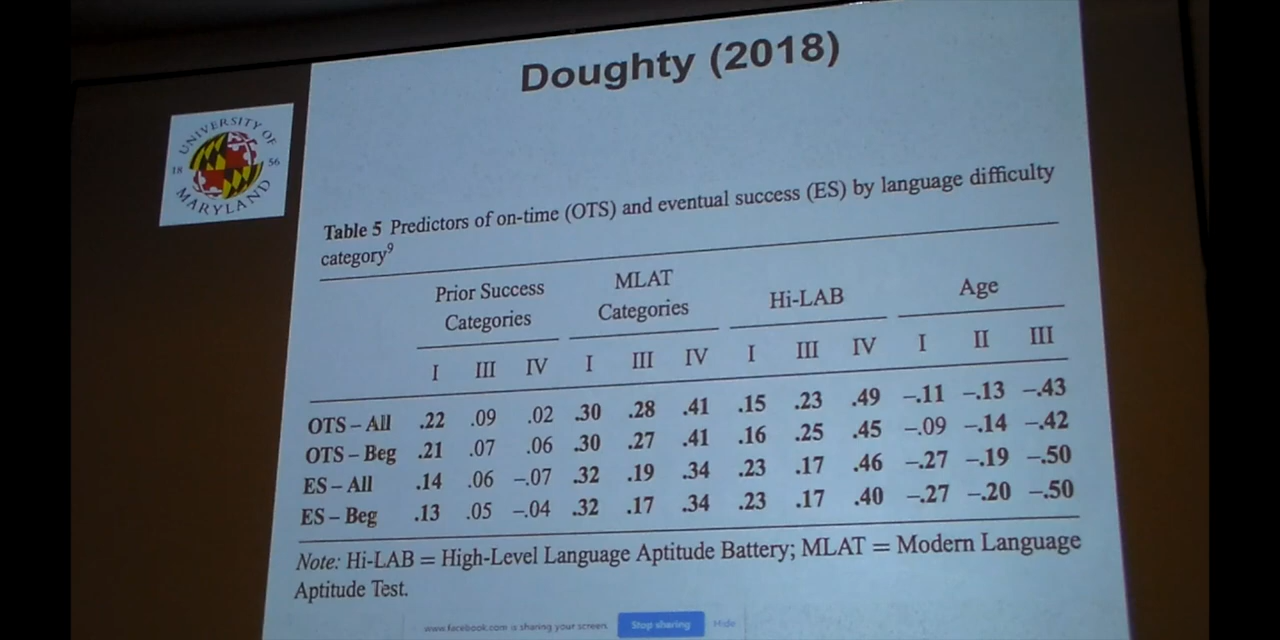 Doughty (2018)
UNIVERSITY OF
18 56
MARYLAND
Table 5 Predictors of on-time (OTS) and eventual success (ES) by language difficulty
category9
Prior Success MLAT Hi-LAB Age
Categories Categories
I III IV I III IV I III IV I II III
OTS – All .22 .09 .02 .30 .28 .41 .15 .23 .49 –.11 –.13 –.43
OTS – Beg .21 .07 .06 .30 .27 .41 .16 .25 .45 –.09 –.14 –.42
ES – All .14 .06 –.07 .32 .19 .34 .23 .17 .46 –.27 –.19 –.50
ES – Beg .13 .05 –.04 .32 .17 .34 .23 .17 .40 –.27 –.20 –.50
Note: Hi-LAB = High-Level Language Aptitude Battery; MLAT = Modern Language
Aptitude Test.
www.facebook.com is sharing your screen. Stop sharing Hide